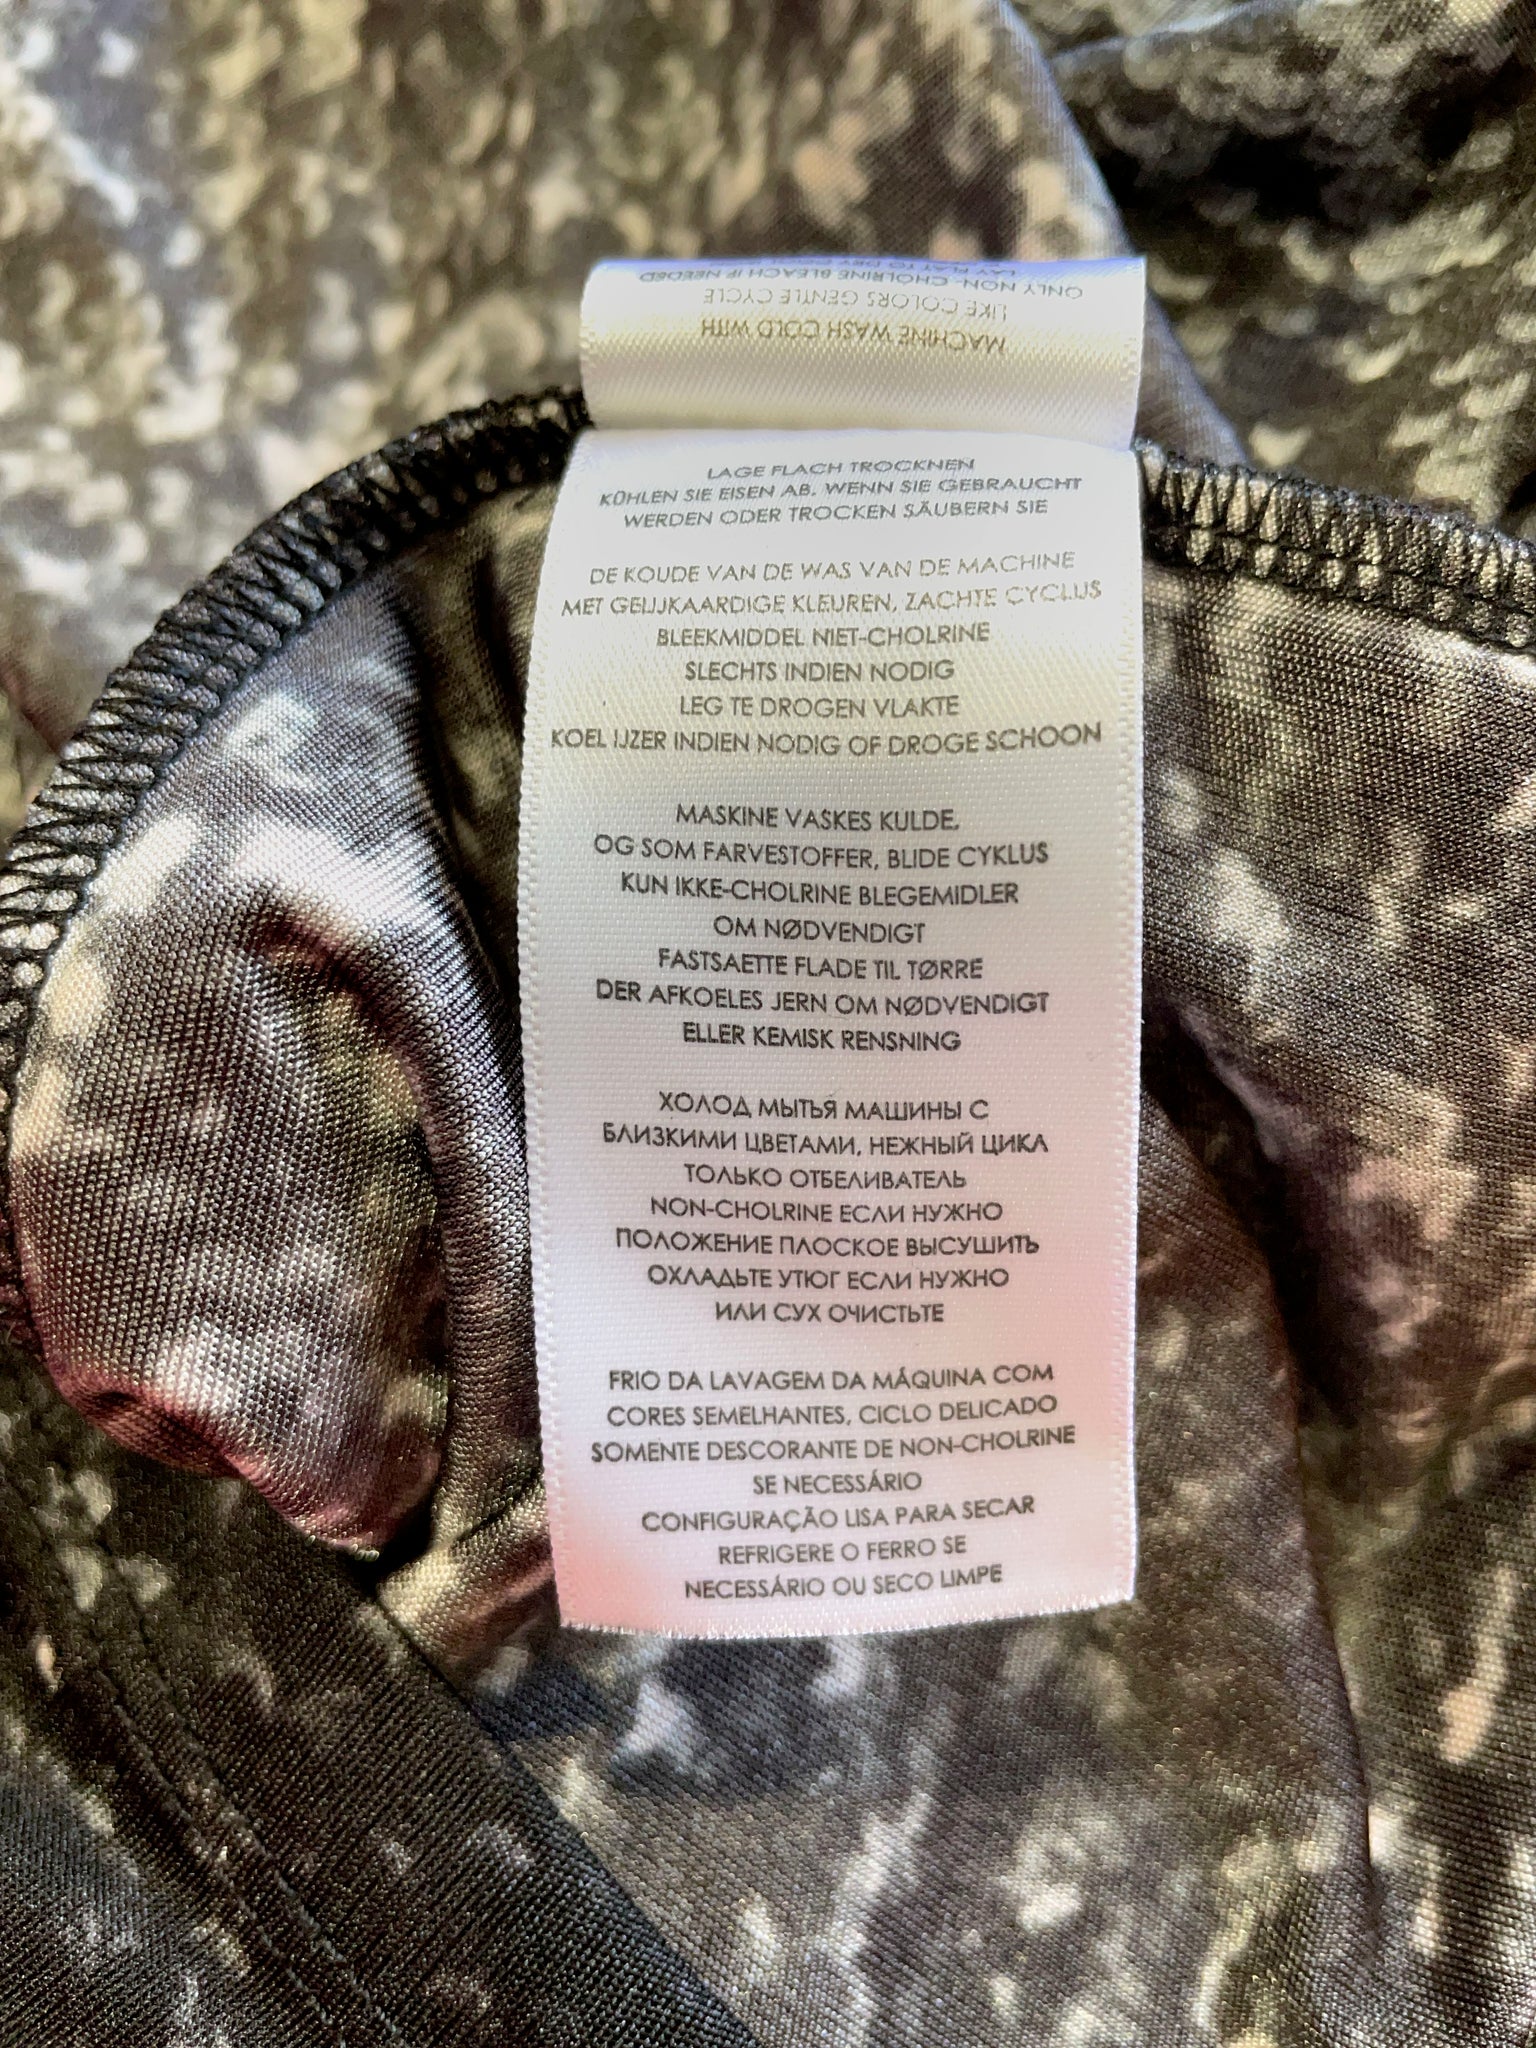 MACHINE WASH COLD WITH
LIKE COLORS GENTLE CYCLE
ONLY NON-CHOLRINE BLEACH IF NEEDED
LAY FLAT TO DRY
LAGE FLACH TROCKNEN
KÜHLEN SIE EISEN AB, WENN SIE GEBRAUCHT
WERDEN ODER TROCKEN SÄUBERN SIE
DE KOUDE VAN DE WAS VAN DE MACHINE
MET GELIJKAARDIGE KLEUREN, ZACHTE CYCLUS
BLEEKMIDDEL NIET-CHOLRINE
SLECHTS INDIEN NODIG
LEG TE DROGEN VLAKTE
KOEL IJZER INDIEN NODIG OF DROGE SCHOON
MASKINE VASKES KULDE,
OG SOM FARVESTOFFER, BLIDE CYKLUS
KUN IKKE-CHOLRINE BLEGEMIDLER
OM NØDVENDIGT
FASTSAETTE FLADE TIL TØRRE
DER AFKOELES JERN OM NØDVENDIGT
ELLER KEMISK RENSNING
ХОЛОД МЫТЬЯ МАШИНЫ С
БЛИЗКИМИ ЦВЕТАМИ, НЕЖНЫЙ ЦИКЛ
ТОЛЬКО ОТБЕЛИВАТЕЛЬ
NON-CHOLRINE ЕСЛИ НУЖНО
ПОЛОЖЕНИЕ ПЛОСКОЕ ВЫСУШИТЬ
ОХЛАДЬТЕ УТЮГ ЕСЛИ НУЖНО
ИЛИ СУХ ОЧИСТЬТЕ
FRIO DA LAVAGEM DA MÁQUINA COM
CORES SEMELHANTES, CICLO DELICADO
SOMENTE DESCORANTE DE NON-CHOLRINE
SE NECESSÁRIO
CONFIGURAÇÃO LISA PARA SECAR
REFRIGERE O FERRO SE
NECESSÁRIO OU SECO LIMPE